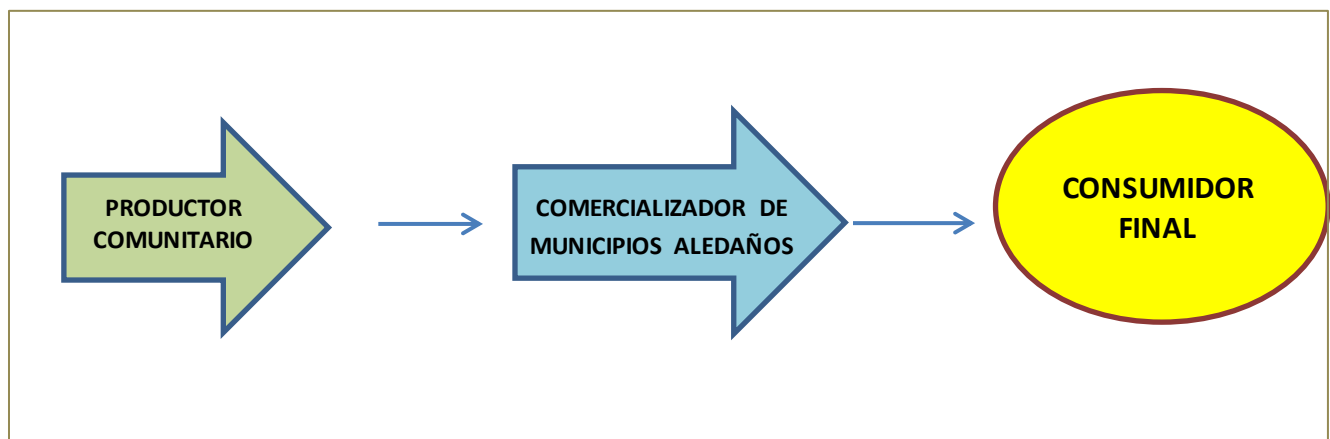 PRODUCTOR
COMUNITARIO
COMERCIALIZADOR DE
MUNICIPIOS ALEDAÑOS
CONSUMIDOR
FINAL